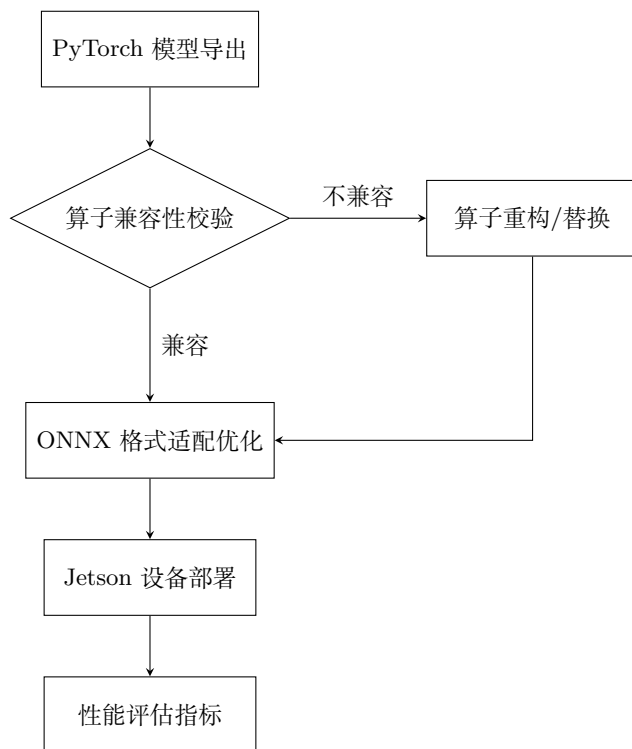 PyTorch 模型导出
算子兼容性校验
不兼容
算子重构/替换
兼容
ONNX 格式适配优化
Jetson 设备部署
性能评估指标